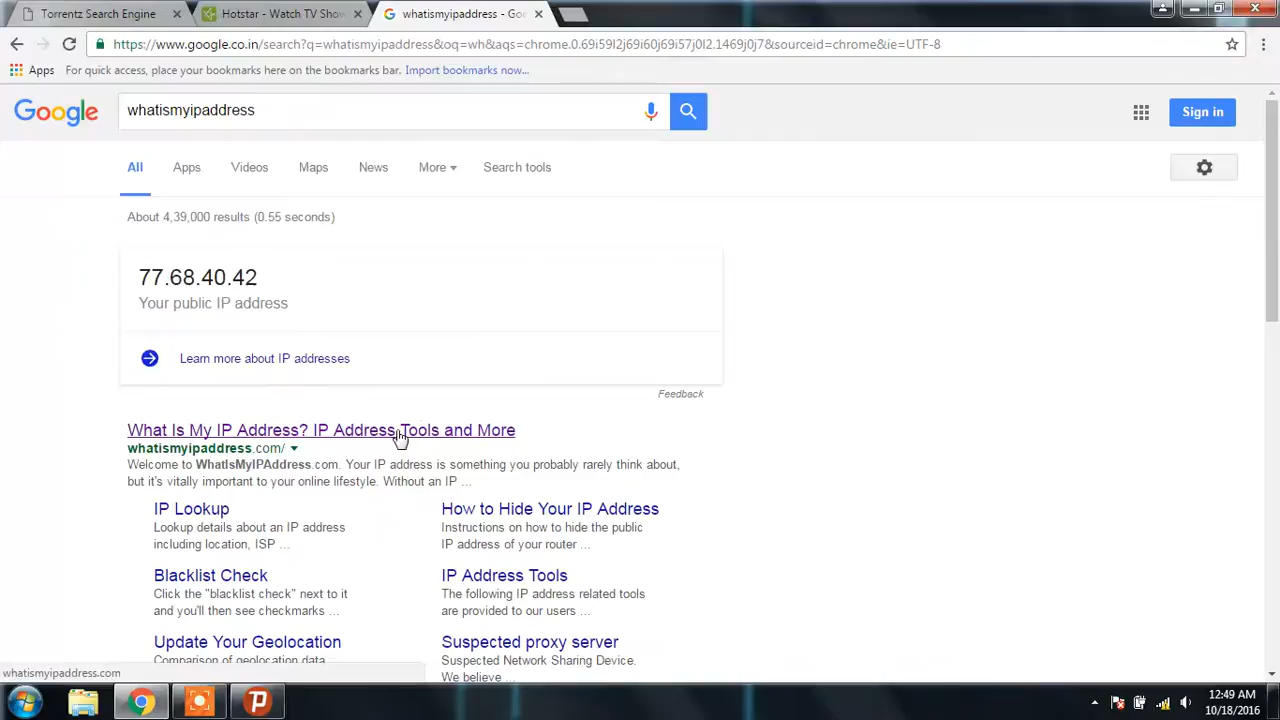 Torrentz Search Engine
Hotstar - Watch TV Show
whatismyipaddress - Goo
https://www.google.co.in/search?q=whatismyipaddress&oq=wh&aqs=chrome.0.69i59l2j69i60j69i57j0l2.1469j0j7&sourceid=chrome&ie=UTF-8
Apps For quick access, place your bookmarks here on the bookmarks bar. Import bookmarks now...
Google whatismyipaddress Sign in
All Apps Videos Maps News More Search tools
About 4,39,000 results (0.55 seconds)
77.68.40.42
Your public IP address
Learn more about IP addresses
Feedback
What Is My IP Address? IP Address Tools and More
whatismyipaddress.com/
Welcome to WhatIsMyIPAddress.com. Your IP address is something you probably rarely think about,
but it's vitally important to your online lifestyle. Without an IP ...
IP Lookup
Lookup details about an IP address
including location, ISP ...
How to Hide Your IP Address
Instructions on how to hide the public
IP address of your router ...
Blacklist Check
Click the "blacklist check" next to it
and you'll then see checkmarks ...
IP Address Tools
The following IP address related tools
are provided to our users ...
Update Your Geolocation
Comparison of geolocation data
Suspected proxy server
Suspected Network Sharing Device.
We believe ...
whatismyipaddress.com
12:49 AM
10/18/2016